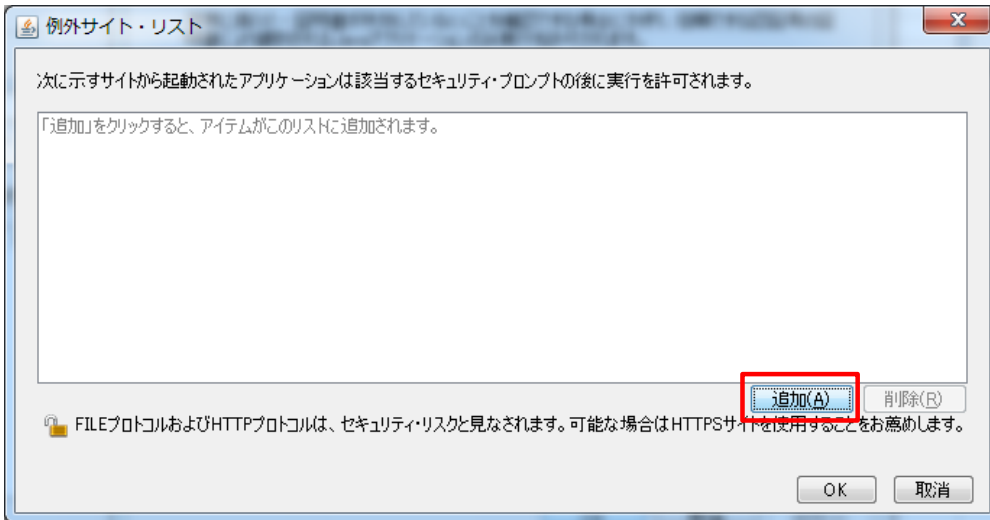 例外サイト・リスト
次に示すサイトから起動されたアプリケーションは該当するセキュリティ・プロンプトの後に実行を許可されます。
「追加」をクリックすると、アイテムがこのリストに追加されます。
追加(A) 削除(R)
FILEプロトコルおよびHTTPプロトコルは、セキュリティ・リスクと見なされます。可能な場合はHTTPSサイトを使用することをお薦めします。
OK 取消